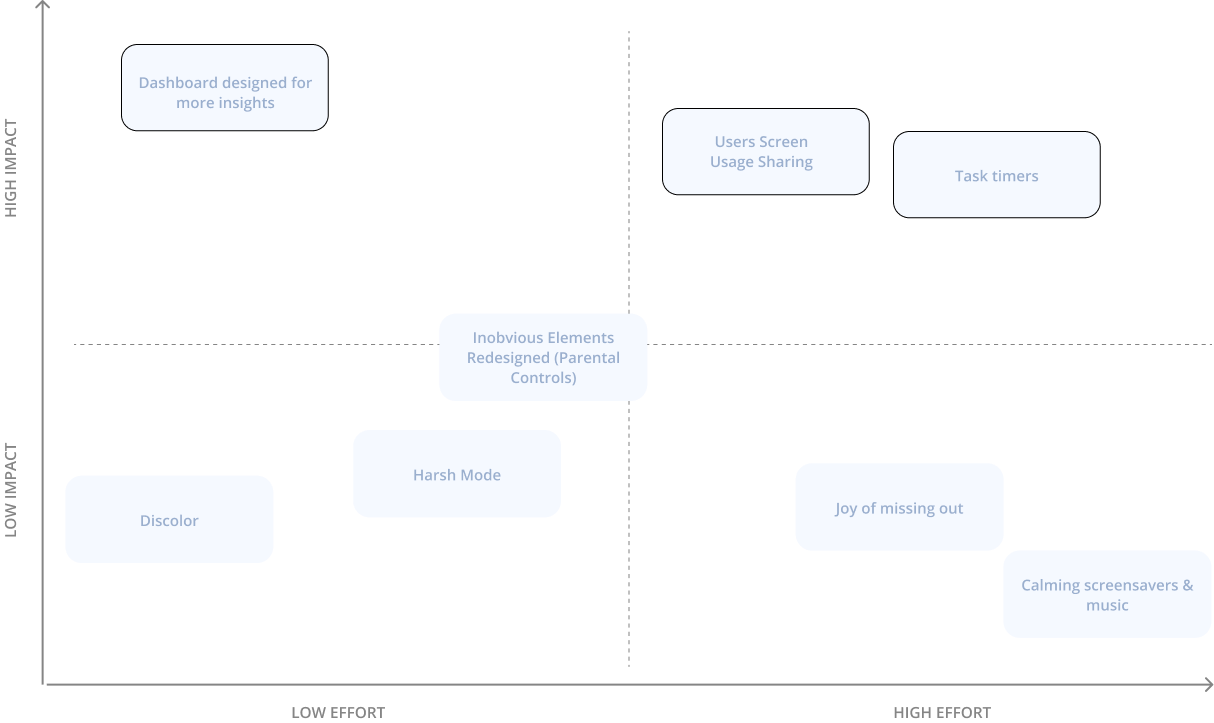 HIGH IMPACT
Dashboard designed for
more insights
Users Screen
Usage Sharing
Task timers
Inobvious Elements
Redesigned (Parental
Controls)
LOW IMPACT
Harsh Mode
Discolor
Joy of missing out
Calming screensavers &
music
LOW EFFORT
HIGH EFFORT